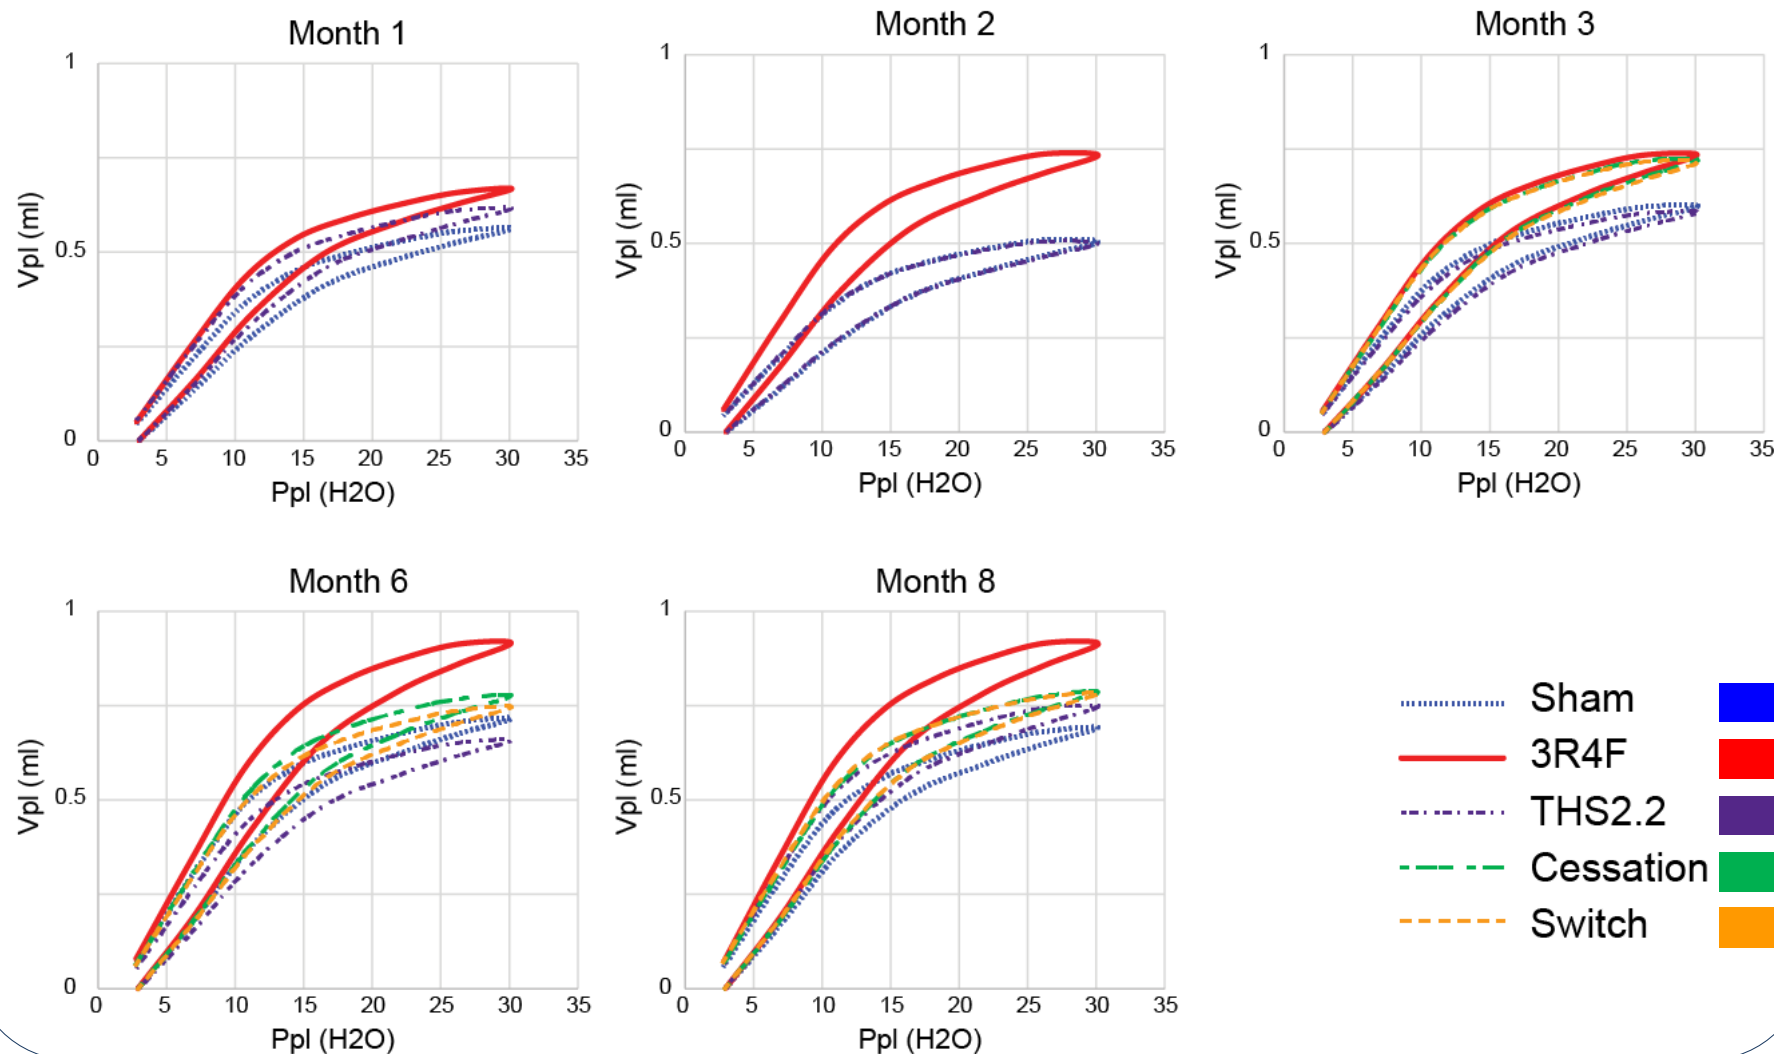 Month 1
1
0.5
0
Vpl (ml)
0 5 10 15 20 25 30 35
Ppl (H2O)
Month 2
1
0.5
0
Vpl (ml)
0 5 10 15 20 25 30 35
Ppl (H2O)
Month 3
1
0.5
0
Vpl (ml)
0 5 10 15 20 25 30 35
Ppl (H2O)
Month 6
1
0.5
0
Vpl (ml)
0 5 10 15 20 25 30 35
Ppl (H2O)
Month 8
1
0.5
0
Vpl (ml)
0 5 10 15 20 25 30 35
Ppl (H2O)
Sham
3R4F
THS2.2
Cessation
Switch